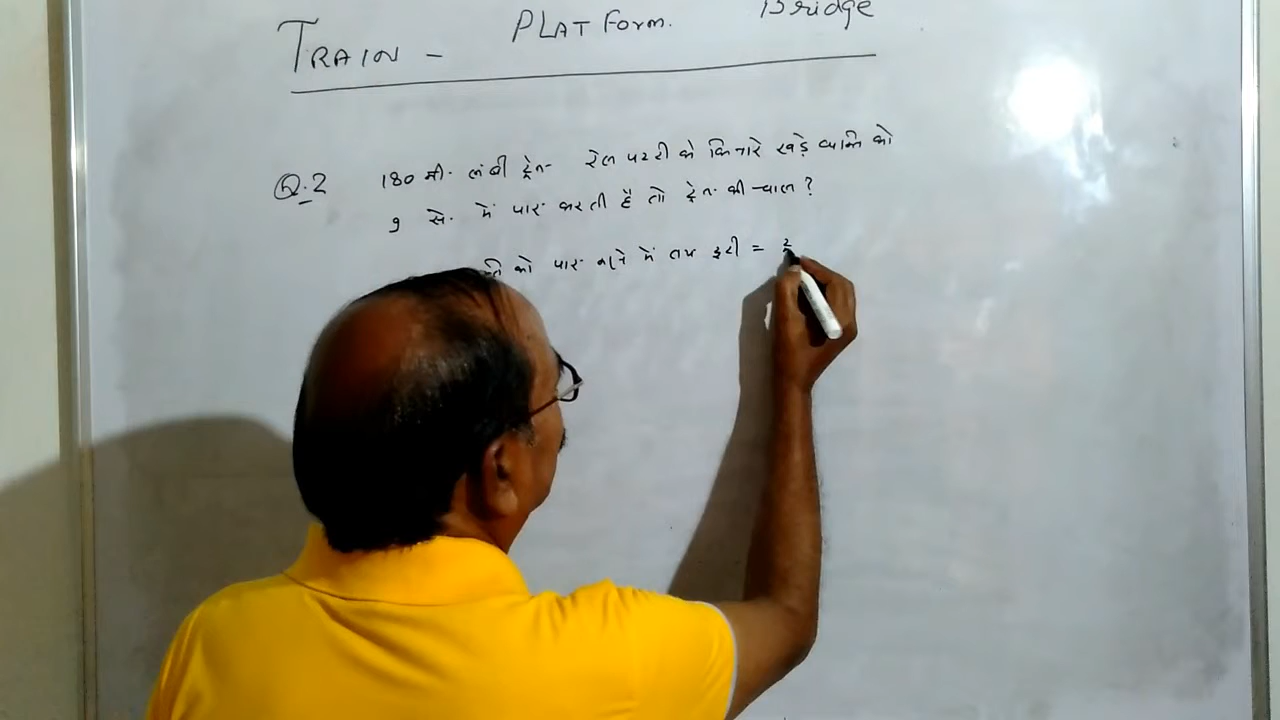 TRAIN - PLATForm. Bridge
Q.2 180 मी. लंबी ट्रेन रेल पटरी के किनारे खड़े व्यक्ति को
9 से. में पार करती है तो ट्रेन की चाल ?
को पार करने में तय दूरी =